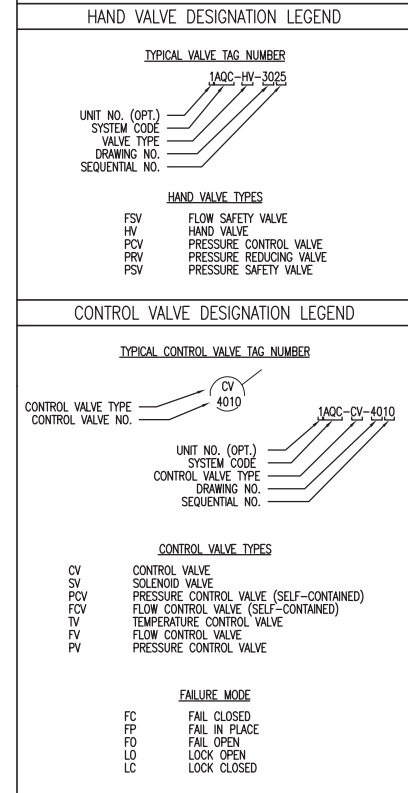 HAND VALVE DESIGNATION LEGEND
TYPICAL VALVE TAG NUMBER
1AQC-HV-3025
UNIT NO. (OPT.)
SYSTEM CODE
VALVE TYPE
DRAWING NO.
SEQUENTIAL NO.
HAND VALVE TYPES
FSV FLOW SAFETY VALVE
HV HAND VALVE
PCV PRESSURE CONTROL VALVE
PRV PRESSURE REDUCING VALVE
PSV PRESSURE SAFETY VALVE
CONTROL VALVE DESIGNATION LEGEND
TYPICAL CONTROL VALVE TAG NUMBER
CV
4010
CONTROL VALVE TYPE
CONTROL VALVE NO.
1AQC-CV-4010
UNIT NO. (OPT.)
SYSTEM CODE
CONTROL VALVE TYPE
DRAWING NO.
SEQUENTIAL NO.
CONTROL VALVE TYPES
CV CONTROL VALVE
SV SOLENOID VALVE
PCV PRESSURE CONTROL VALVE (SELF-CONTAINED)
FCV FLOW CONTROL VALVE (SELF-CONTAINED)
TV TEMPERATURE CONTROL VALVE
FV FLOW CONTROL VALVE
PV PRESSURE CONTROL VALVE
FAILURE MODE
FC FAIL CLOSED
FP FAIL IN PLACE
FO FAIL OPEN
LO LOCK OPEN
LC LOCK CLOSED